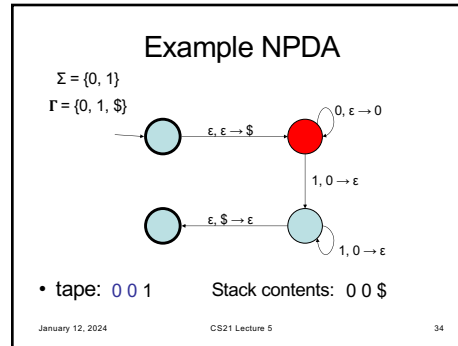 Example NPDA
Σ = {0, 1}
Γ = {0, 1, $}
ε, ε → $
0, ε → 0
1, 0 → ε
ε, $ → ε
1, 0 → ε
• tape: 0 0 1 Stack contents: 0 0 $
January 12, 2024 CS21 Lecture 5 34